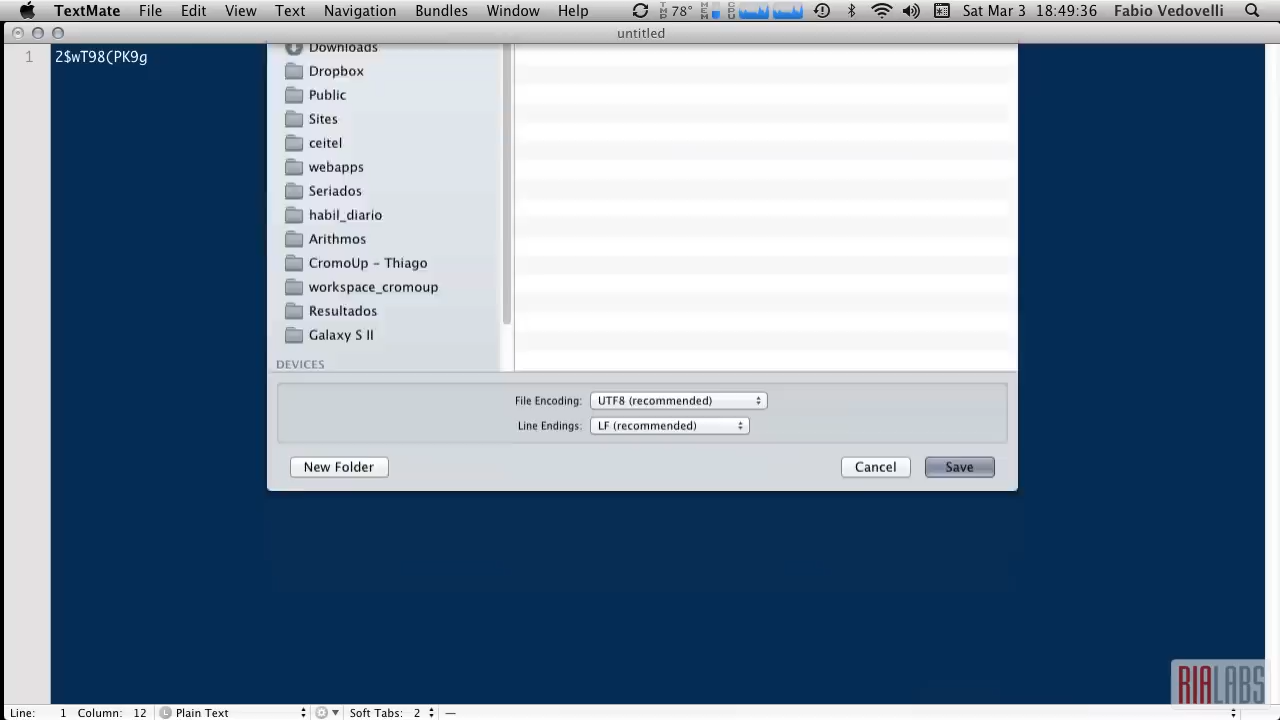 TextMate File Edit View Text Navigation Bundles Window Help TMP 78° MEM CPU Sat Mar 3 18:49:36 Fabio Vedovelli
untitled
1 2$wT98(PK9g
Downloads
Dropbox
Public
Sites
ceitel
webapps
Seriados
habil_diario
Arithmos
CromoUp - Thiago
workspace_cromoup
Resultados
Galaxy S II
DEVICES
File Encoding: UTF8 (recommended)
Line Endings: LF (recommended)
New Folder Cancel Save
RIALABS
Line: 1 Column: 12 Plain Text Soft Tabs: 2 —